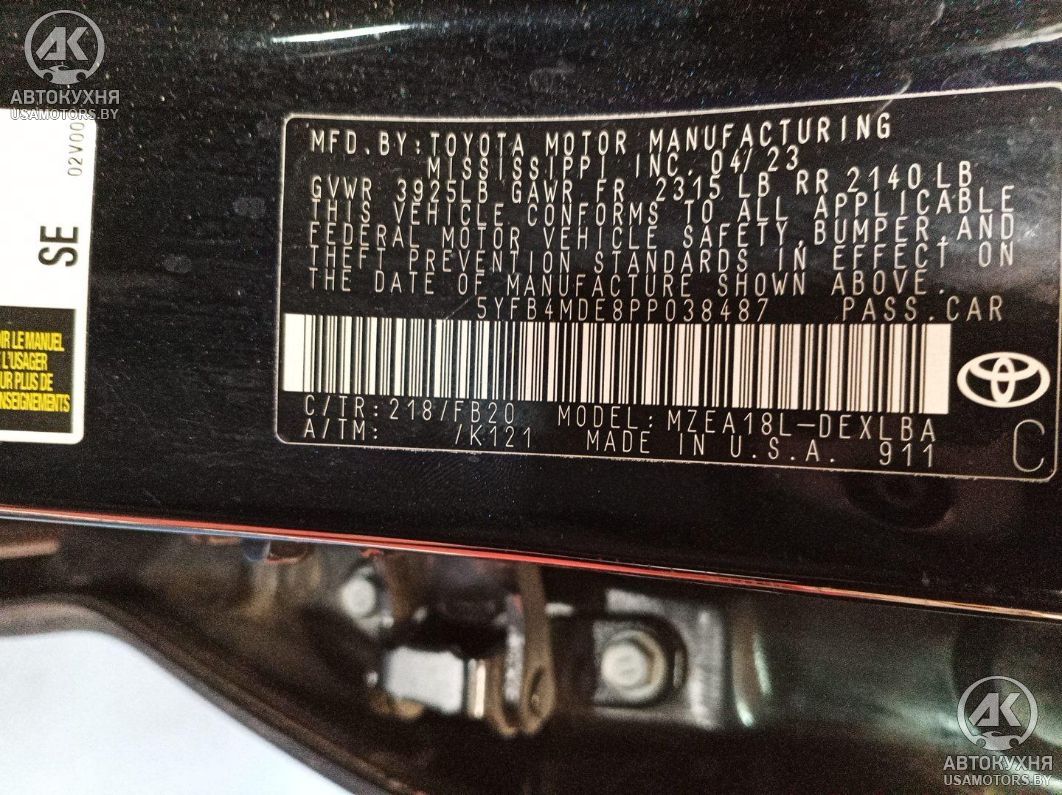 AK
АВТОКУХНЯ
USAMOTORS.BY
02V00
SE
L'USAGER
PLUS DE
MFD. BY: TOYOTA MOTOR MANUFACTURING
MISSISSIPPI, INC. 04/23
GVWR 3925LB GAWR FR. 2315 LB RR 2140 LB
THIS VEHICLE CONFORMS TO ALL APPLICABLE
FEDERAL MOTOR VEHICLE SAFETY, BUMPER, AND
THEFT PREVENTION STANDARDS IN EFFECT ON
THE DATE OF MANUFACTURE SHOWN ABOVE.
5YFB4MDE8PP038487 PASS. CAR
C/TR: 218/FB20 MODEL: MZEA18L-DEXLBA
A/TM: /K121 MADE IN U.S.A. 911
C
AK
АВТОКУХНЯ
USAMOTORS.BY